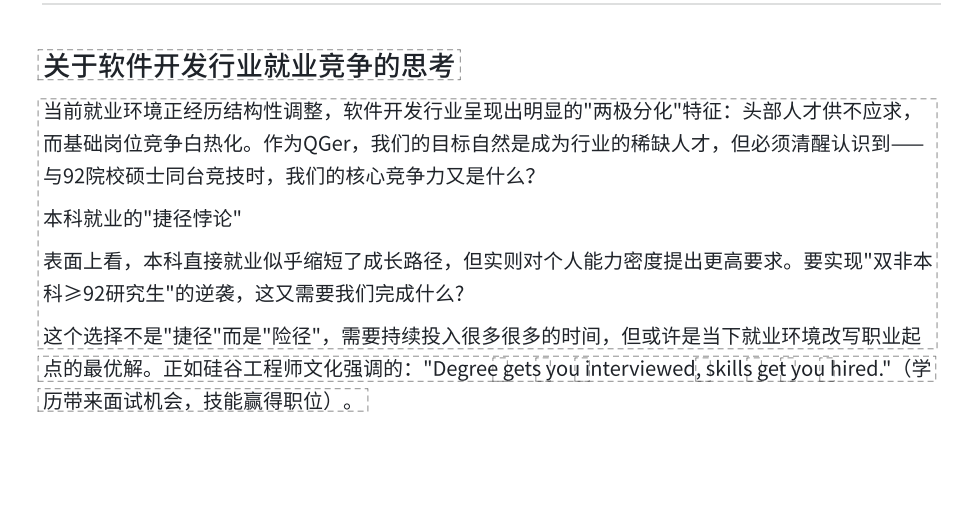 关于软件开发行业就业竞争的思考
当前就业环境正经历结构性调整，软件开发行业呈现出明显的"两极分化"特征：头部人才供不应求，
而基础岗位竞争白热化。作为QGer，我们的目标自然是成为行业的稀缺人才，但必须清醒认识到——
与92院校硕士同台竞技时，我们的核心竞争力又是什么？
本科就业的"捷径悖论"
表面上看，本科直接就业似乎缩短了成长路径，但实则对个人能力密度提出更高要求。要实现"双非本
科≥92研究生"的逆袭，这又需要我们完成什么?
这个选择不是"捷径"而是"险径"，需要持续投入很多很多的时间，但或许是当下就业环境改写职业起
点的最优解。正如硅谷工程师文化强调的："Degree gets you interviewed, skills get you hired."（学
历带来面试机会，技能赢得职位）。